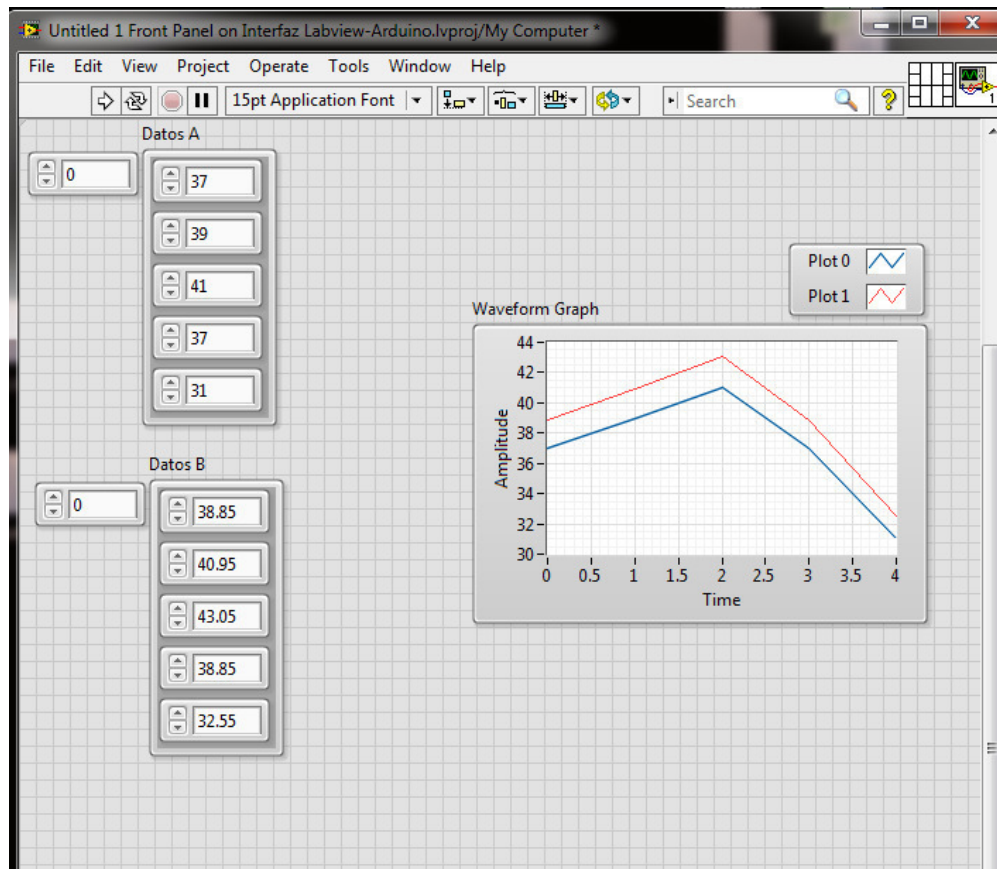 Untitled 1 Front Panel on Interfaz Labview-Arduino.lvproj/My Computer *
File Edit View Project Operate Tools Window Help
15pt Application Font
Search
?
1
Datos A
0
37
39
41
37
31
Datos B
0
38.85
40.95
43.05
38.85
32.55
Plot 0
Plot 1
Waveform Graph
Amplitude
44
42
40
38
36
34
32
30
0 0.5 1 1.5 2 2.5 3 3.5 4
Time